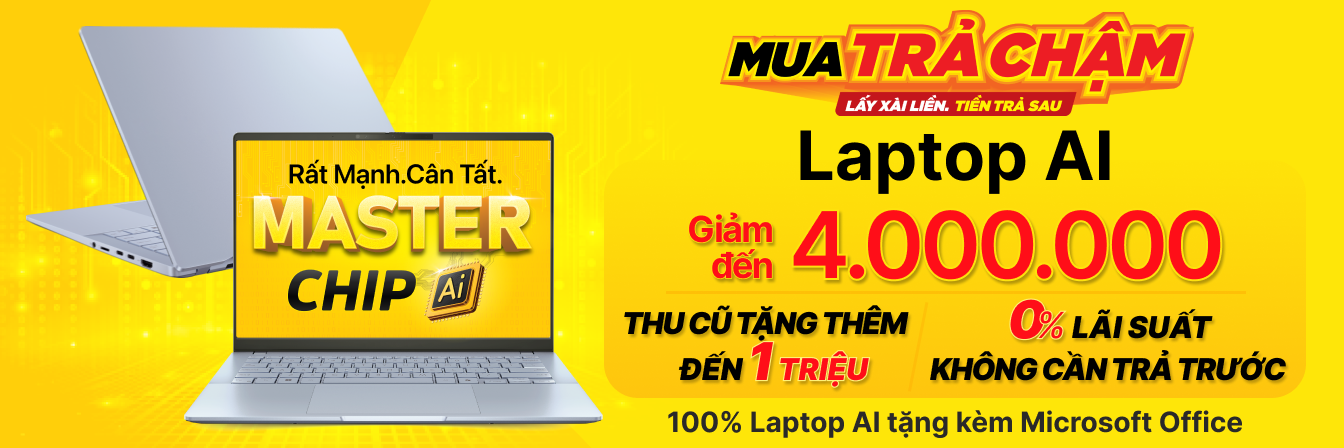 Rất Mạnh.Cân Tất.
MASTER
CHIP Ai
MUA TRẢ CHẬM
LẤY XÀI LIỀN. TIỀN TRẢ SAU
Laptop AI
Giảm
đến 4.000.000
THU CŨ TẶNG THÊM
ĐẾN 1 TRIỆU
0% LÃI SUẤT
KHÔNG CẦN TRẢ TRƯỚC
100% Laptop AI tặng kèm Microsoft Office